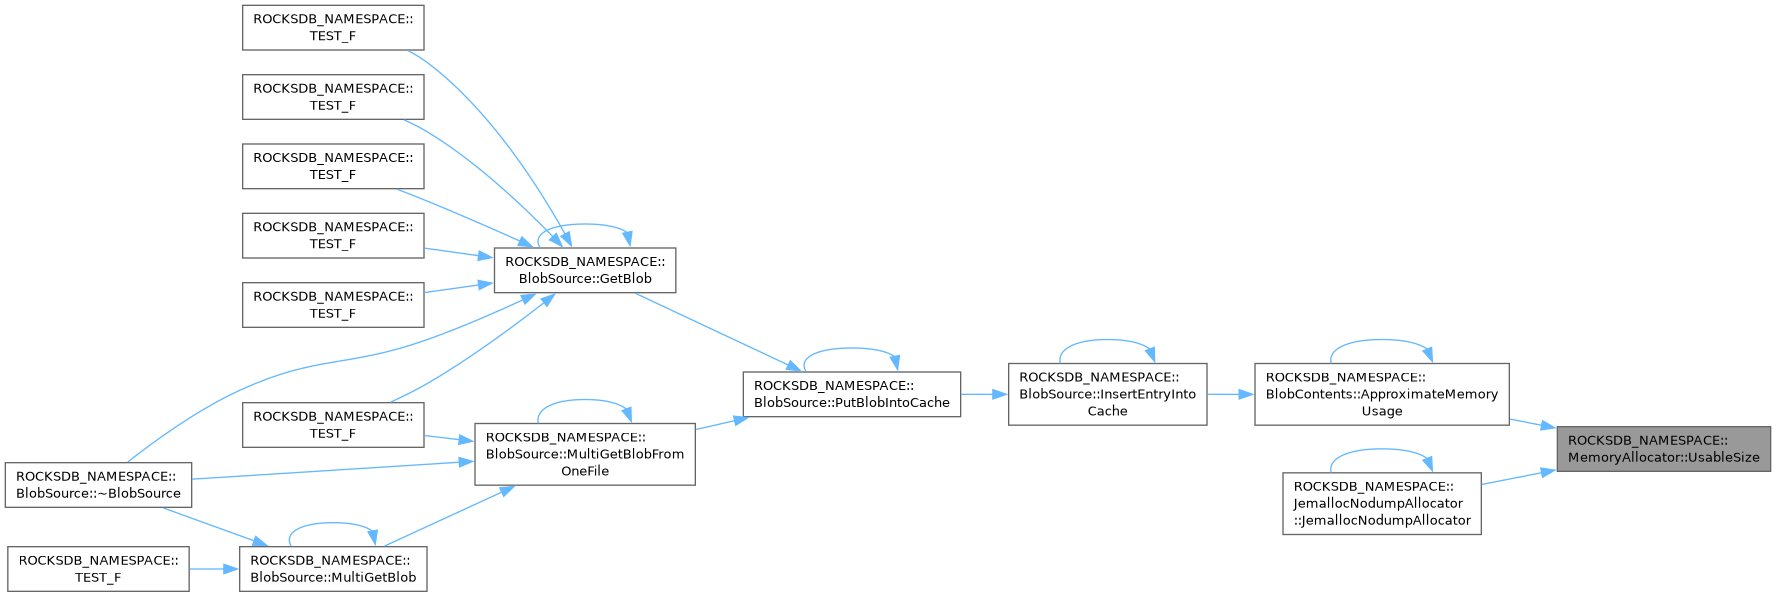 ROCKSDB_NAMESPACE::
TEST_F
ROCKSDB_NAMESPACE::
TEST_F
ROCKSDB_NAMESPACE::
TEST_F
ROCKSDB_NAMESPACE::
TEST_F
ROCKSDB_NAMESPACE::
TEST_F
ROCKSDB_NAMESPACE::
BlobSource::GetBlob
ROCKSDB_NAMESPACE::
TEST_F
ROCKSDB_NAMESPACE::
BlobSource::~BlobSource
ROCKSDB_NAMESPACE::
TEST_F
ROCKSDB_NAMESPACE::
BlobSource::MultiGetBlob
ROCKSDB_NAMESPACE::
BlobSource::MultiGetBlobFrom
OneFile
ROCKSDB_NAMESPACE::
BlobSource::PutBlobIntoCache
ROCKSDB_NAMESPACE::
BlobSource::InsertEntryInto
Cache
ROCKSDB_NAMESPACE::
BlobContents::ApproximateMemory
Usage
ROCKSDB_NAMESPACE::
JemallocNodumpAllocator
::JemallocNodumpAllocator
ROCKSDB_NAMESPACE::
MemoryAllocator::UsableSize